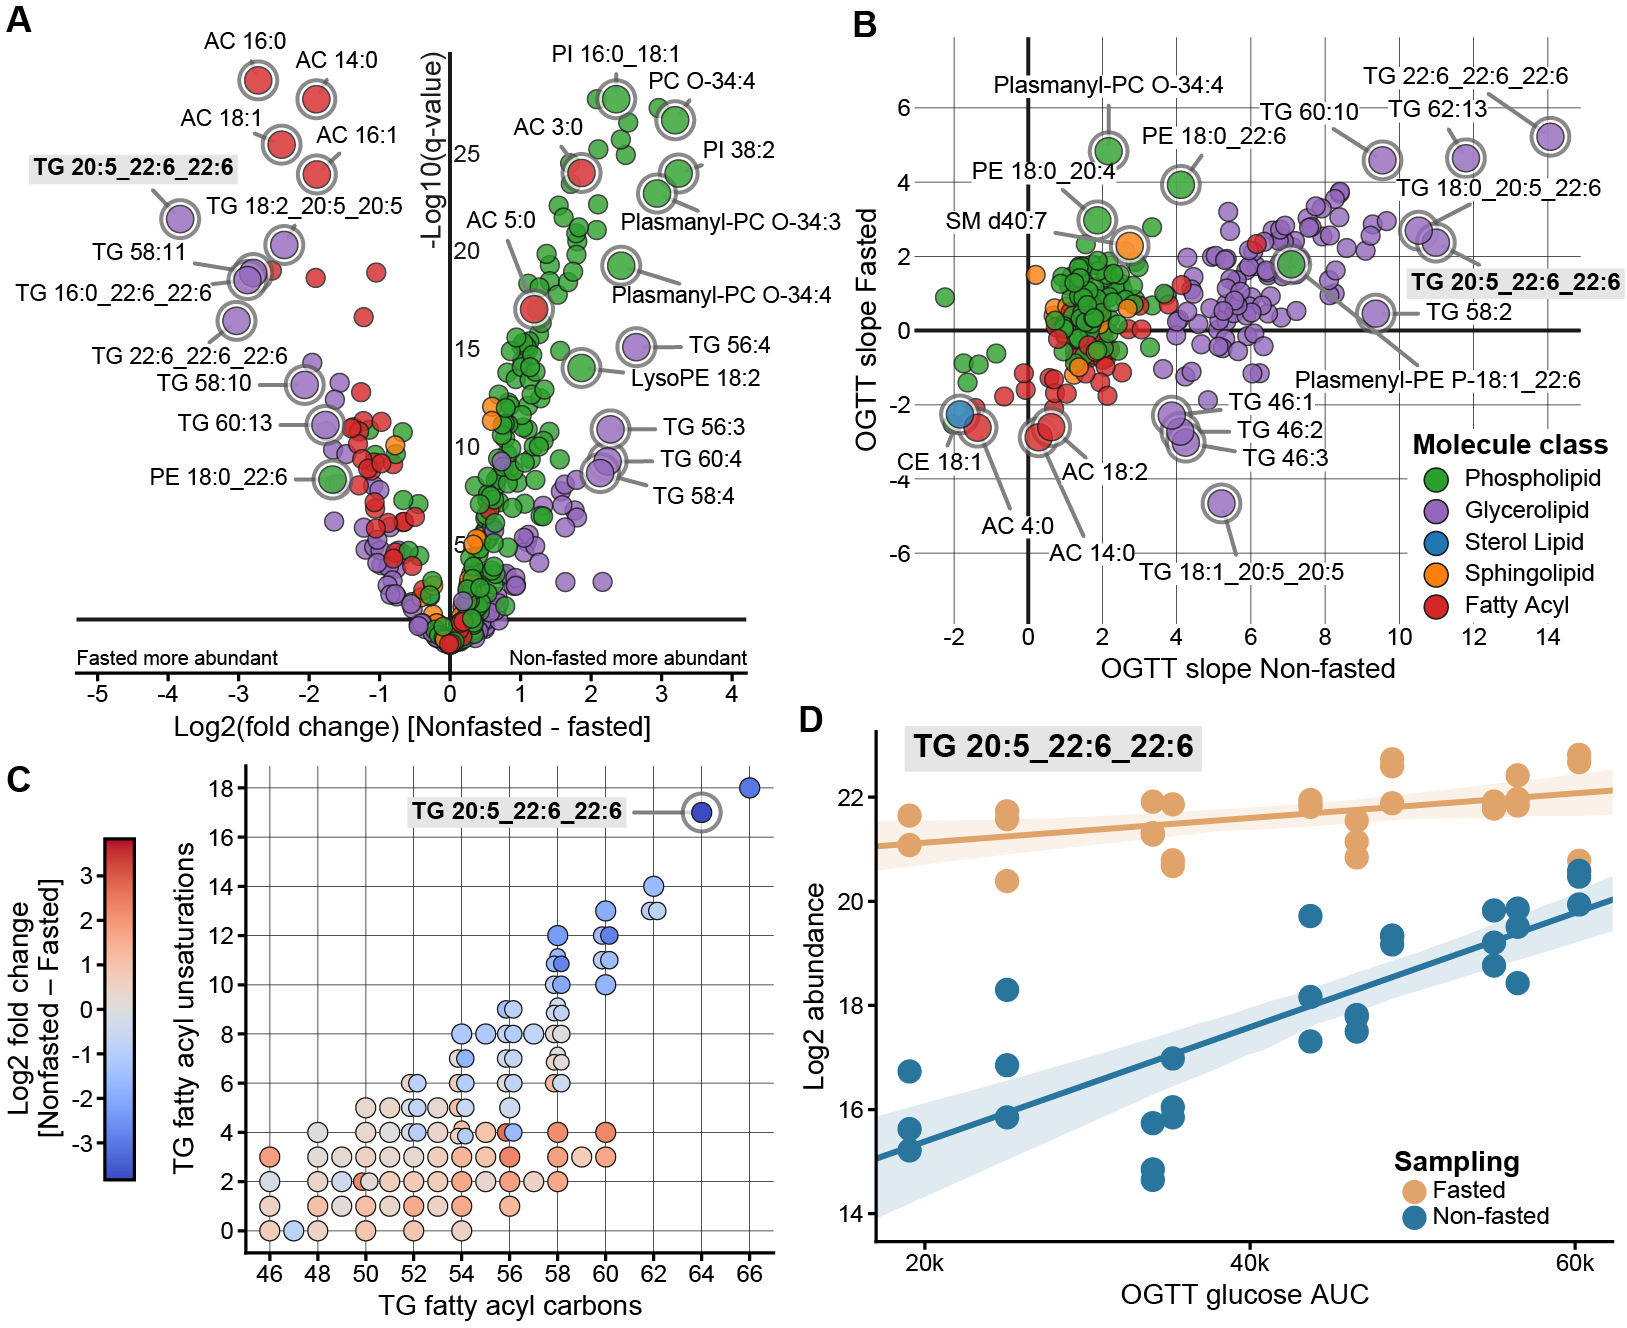 A
AC 16:0
AC 14:0
AC 18:1
AC 16:1
TG 20:5_22:6_22:6
TG 18:2_20:5_20:5
TG 58:11
TG 16:0_22:6_22:6
TG 22:6_22:6_22:6
TG 58:10
TG 60:13
PE 18:0_22:6
-Log10(q-value)
PI 16:0_18:1
PC O-34:4
AC 3:0
PI 38:2
Plasmanyl-PC O-34:3
AC 5:0
Plasmanyl-PC O-34:4
TG 56:4
LysoPE 18:2
TG 56:3
TG 60:4
TG 58:4
25
20
15
10
5
Fasted more abundant
Non-fasted more abundant
-5 -4 -3 -2 -1 0 1 2 3 4
Log2(fold change) [Nonfasted - fasted]
B
OGTT slope Fasted
6
4
2
0
-2
-4
-6
Plasmanyl-PC O-34:4
PE 18:0_22:6
PE 18:0_20:4
SM d40:7
TG 22:6_22:6_22:6
TG 60:10
TG 62:13
TG 18:0_20:5_22:6
TG 20:5_22:6_22:6
TG 58:2
Plasmenyl-PE P-18:1_22:6
TG 46:1
TG 46:2
TG 46:3
CE 18:1
AC 18:2
AC 4:0
AC 14:0
TG 18:1_20:5_20:5
Molecule class
Phospholipid
Glycerolipid
Sterol Lipid
Sphingolipid
Fatty Acyl
-2 0 2 4 6 8 10 12 14
OGTT slope Non-fasted
C
Log2 fold change
[Nonfasted – Fasted]
3
2
1
0
-1
-2
-3
TG fatty acyl unsaturations
18
16
14
12
10
8
6
4
2
0
TG 20:5_22:6_22:6
46 48 50 52 54 56 58 60 62 64 66
TG fatty acyl carbons
D
TG 20:5_22:6_22:6
Log2 abundance
22
20
18
16
14
Sampling
Fasted
Non-fasted
20k 40k 60k
OGTT glucose AUC